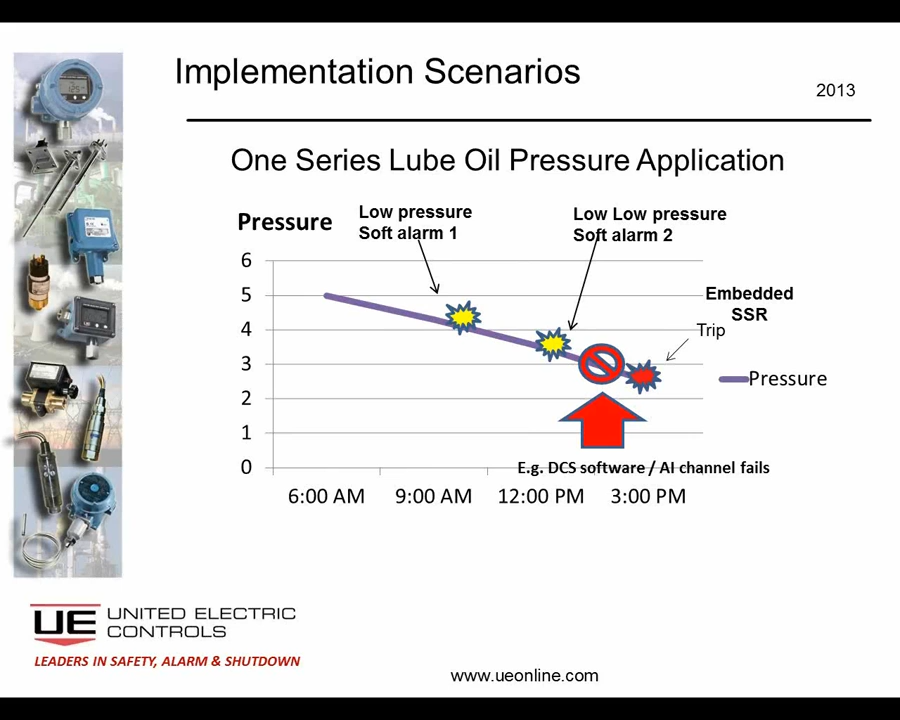 Implementation Scenarios
2013
One Series Lube Oil Pressure Application
Pressure
Low pressure
Soft alarm 1
Low Low pressure
Soft alarm 2
6
5
4
3
2
1
0
Embedded
SSR
Trip
Pressure
E.g. DCS software / AI channel fails
6:00 AM 9:00 AM 12:00 PM 3:00 PM
UE UNITED ELECTRIC
CONTROLS
LEADERS IN SAFETY, ALARM & SHUTDOWN
www.ueonline.com